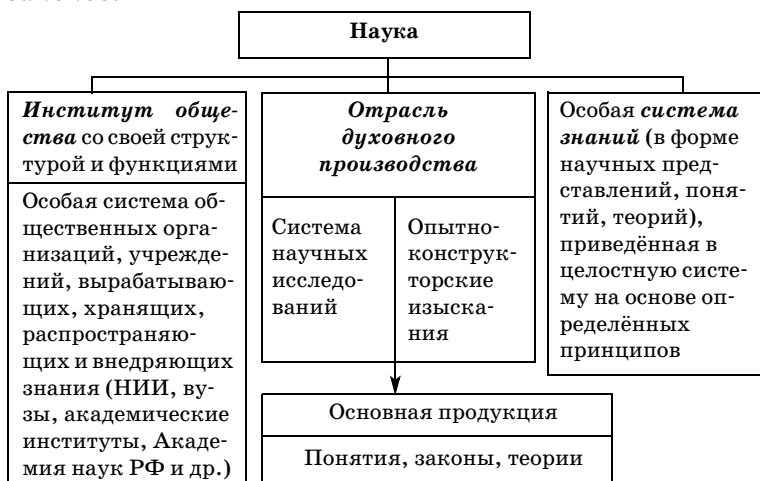 Наука
Институт обще-
ства со своей струк-
турой и функциями
Особая система об-
щественных орга-
низаций, учрежде-
ний, вырабатываю-
щих, хранящих,
распространяю-
щих и внедряющих
знания (НИИ, ву-
зы, академические
институты, Акаде-
мия наук РФ и др.)
Отрасль
духовного
производства
Система
научных
исследо-
ваний
Опытно-
конструк-
торские
изыска-
ния
Основная продукция
Понятия, законы, теории
Особая система
знаний (в форме
научных пред-
ставлений, поня-
тий, теорий),
приведённая в
целостную систе-
му на основе оп-
ределённых
принципов